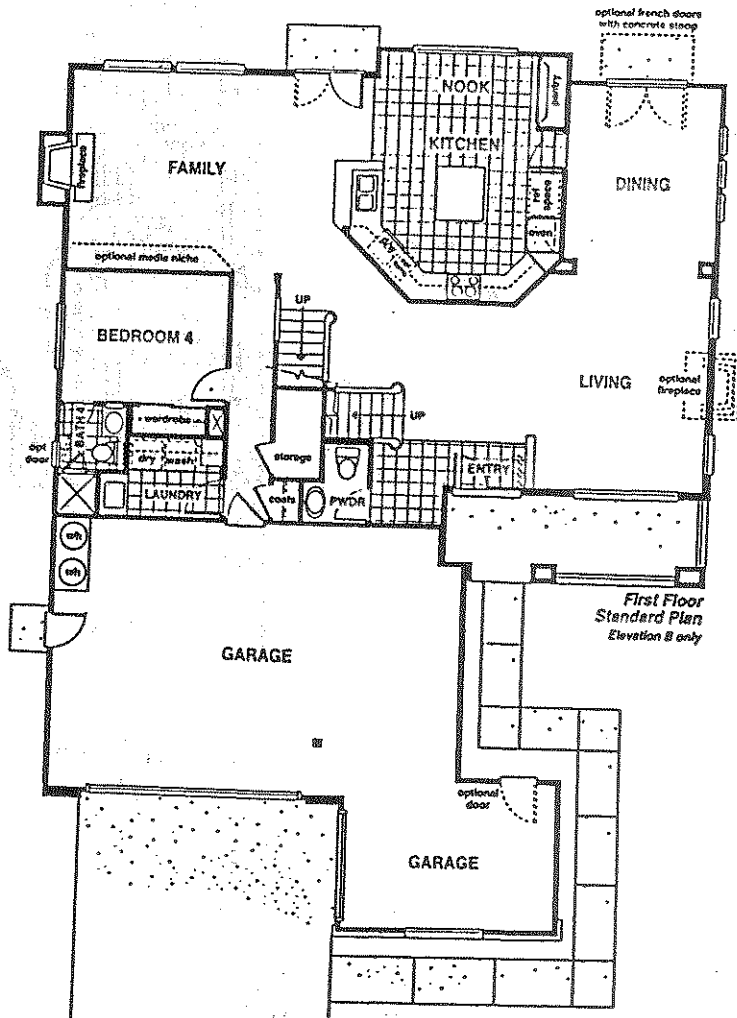 optional french doors
with concrete stoop
NOOK
pantry
KITCHEN
fireplace
FAMILY
DINING
ref
space
oven
optional media niche
UP
BEDROOM 4
LIVING
optional
fireplace
UP
opt
door
BATH 4
wardrobe
dry
wash
storage
ENTRY
LAUNDRY
coats
PWDR
wh
wh
First Floor
Standard Plan
Elevation B only
GARAGE
optional
door
GARAGE